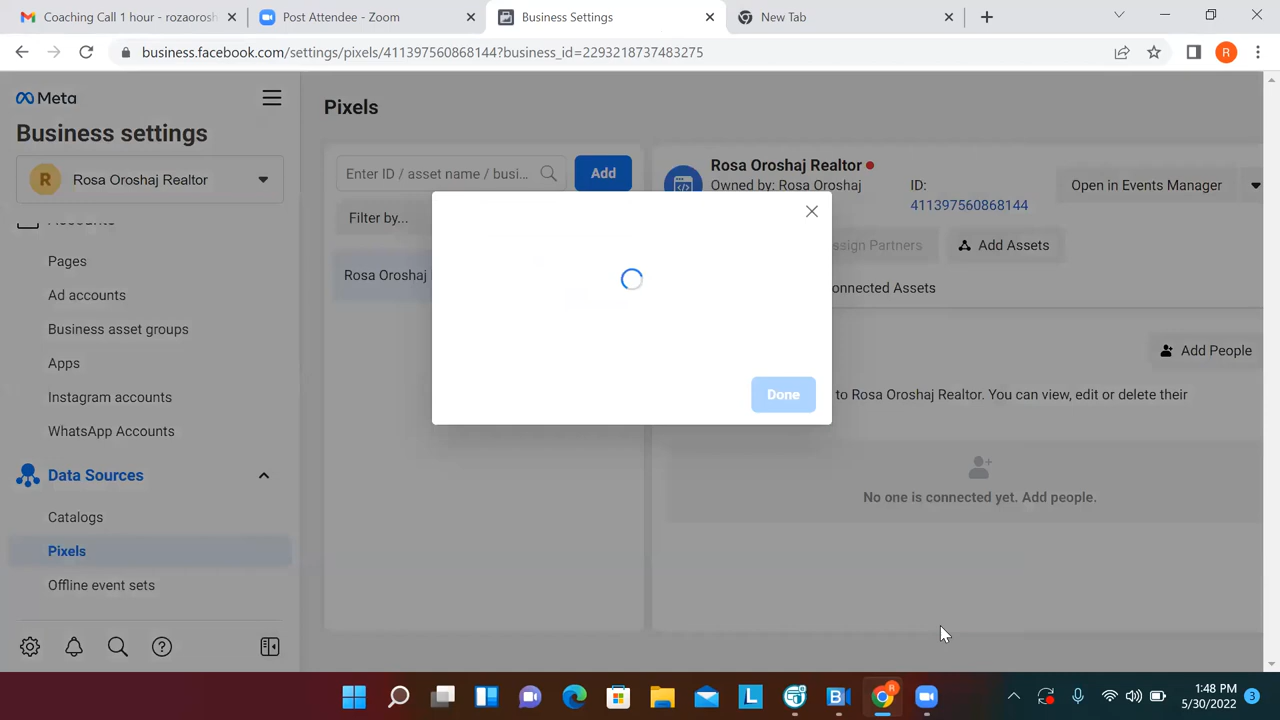 Coaching Call 1 hour - rozaorosh
Post Attendee - Zoom
Business Settings
New Tab
business.facebook.com/settings/pixels/411397560868144?business_id=2293218737483275
R
Meta
Business settings
R
Rosa Oroshaj Realtor
Accounts
Pages
Ad accounts
Business asset groups
Apps
Instagram accounts
WhatsApp Accounts
Data Sources
Catalogs
Pixels
Offline event sets
Pixels
Enter ID / asset name / busi...
Add
Filter by...
Rosa Oroshaj
Rosa Oroshaj Realtor
Owned by: Rosa Oroshaj
ID:
411397560868144
Open in Events Manager
ssign Partners
Add Assets
onnected Assets
Add People
to Rosa Oroshaj Realtor. You can view, edit or delete their
No one is connected yet. Add people.
Done
L
B
R
1:48 PM
5/30/2022
3